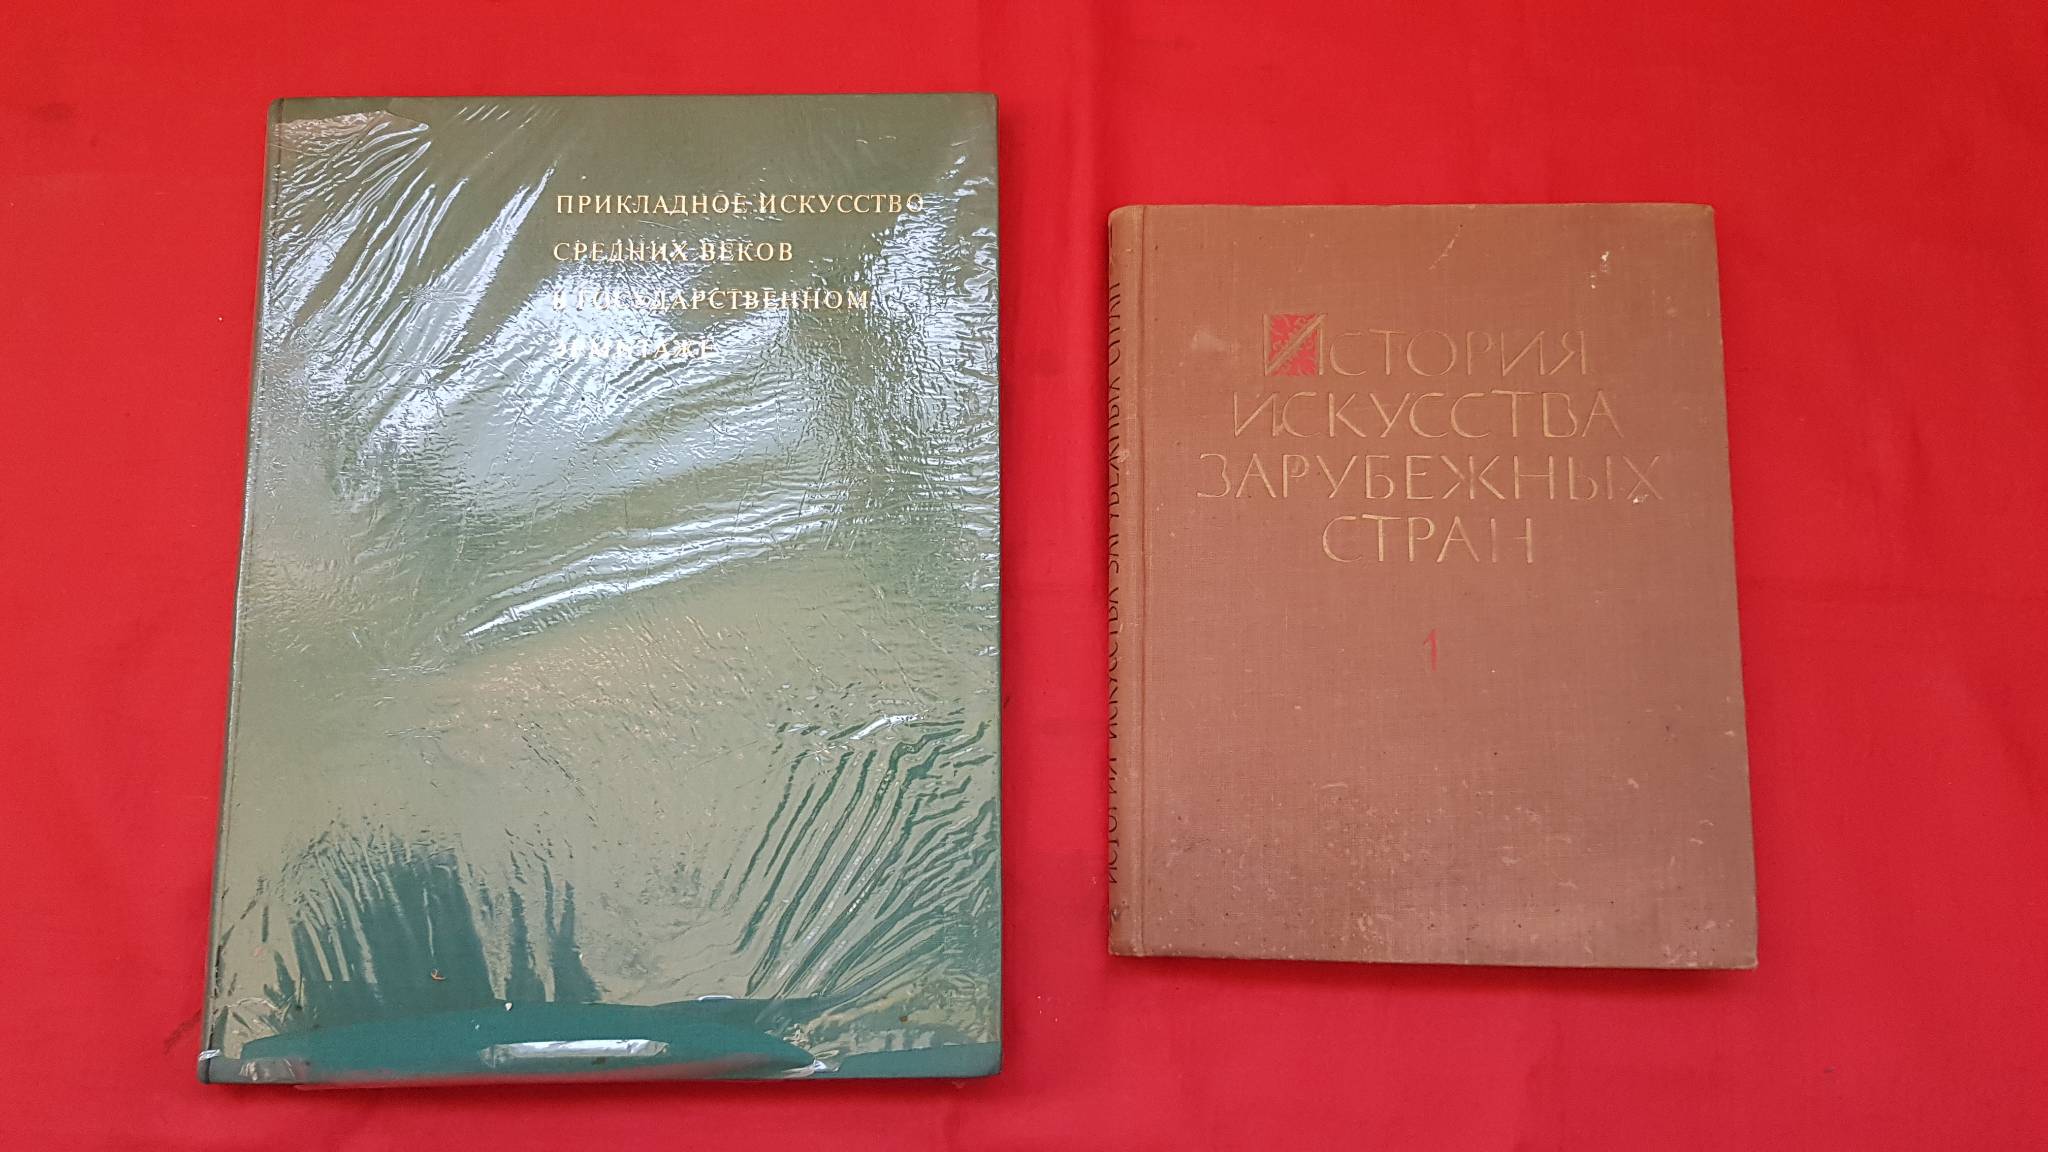 ПРИКЛАДНОЕ ИСКУССТВО
СРЕДНИХ ВЕКОВ
В ГОСУДАРСТВЕННОМ
ЭРМИТАЖЕ
ИСТОРИЯ
ИСКУССТВА
ЗАРУБЕЖНЫХ
СТРАН
1
ИСТОРИЯ ИСКУССТВА ЗАРУБЕЖНЫХ СТРАН